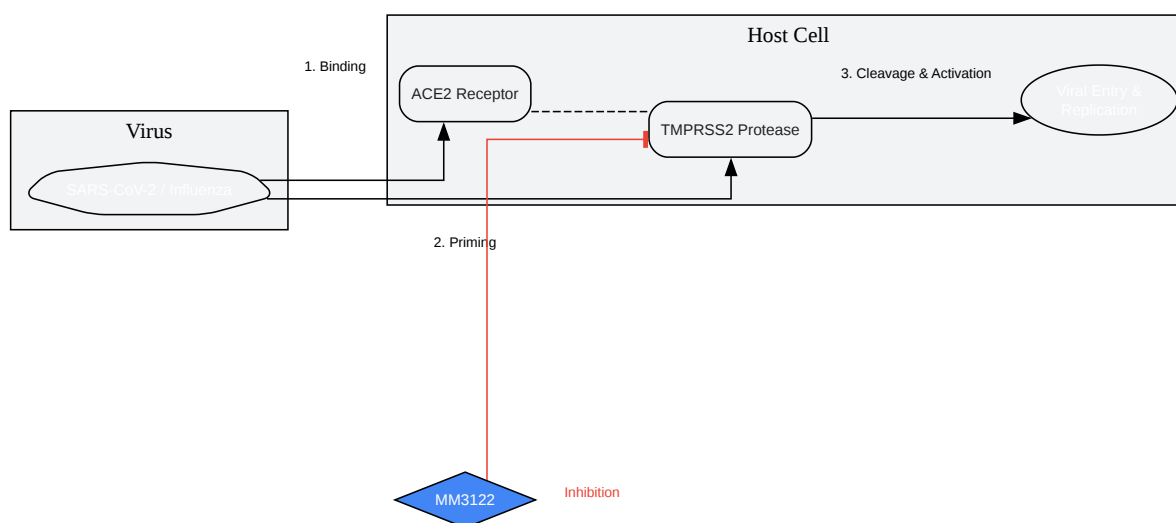 Host Cell
1. Binding
3. Cleavage & Activation
ACE2 Receptor
Viral Entry &
Replication
TMPRSS2 Protease
Virus
SARS-CoV-2 / Influenza
2. Priming
MM3122
Inhibition